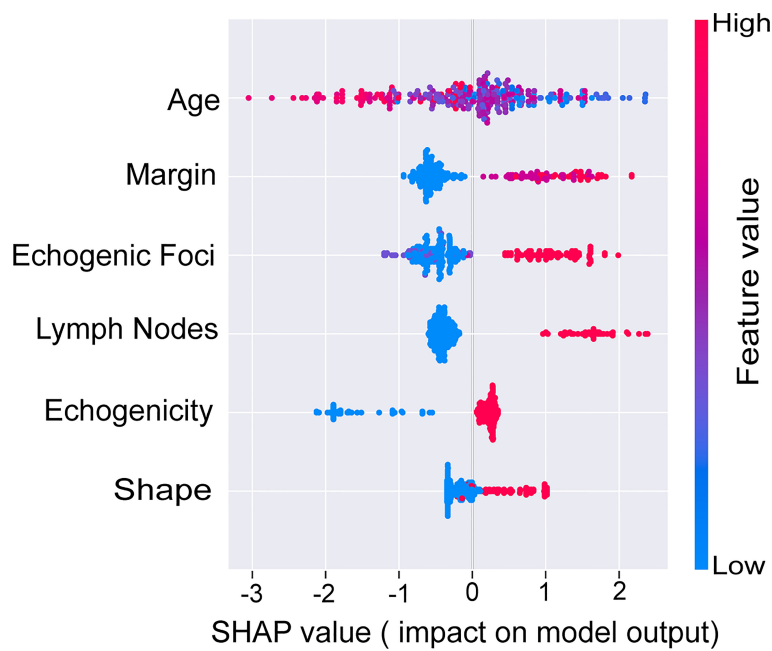 High
Age
Margin
Echogenic Foci
Lymph Nodes
Echogenicity
Shape
Feature value
Low
-3 -2 -1 0 1 2
SHAP value ( impact on model output)